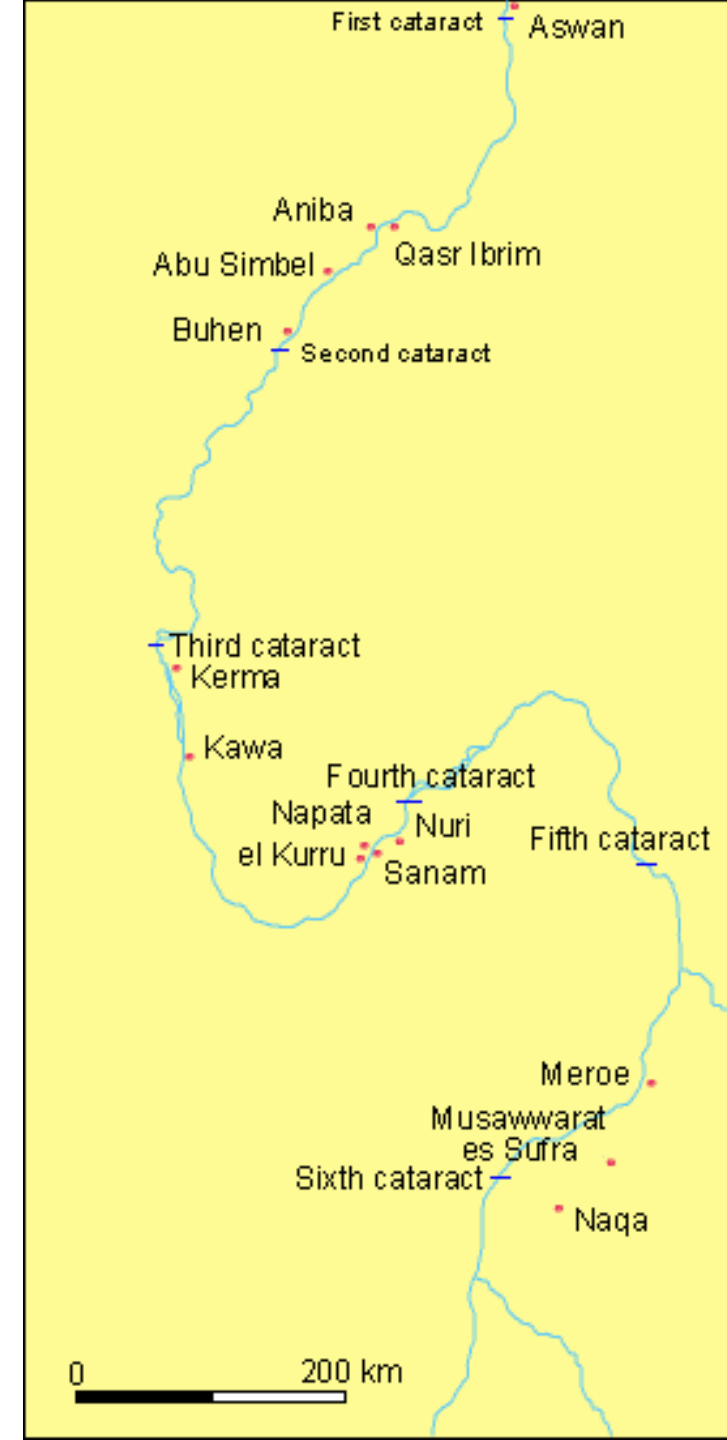 First cataract
Aswan
Aniba
Qasr Ibrim
Abu Simbel
Buhen
Second cataract
Third cataract
Kerma
Kawa
Fourth cataract
Napata
Nuri
Fifth cataract
el Kurru
Sanam
Meroe
Musawwarat
es Sufra
Sixth cataract
Naqa
0
200 km